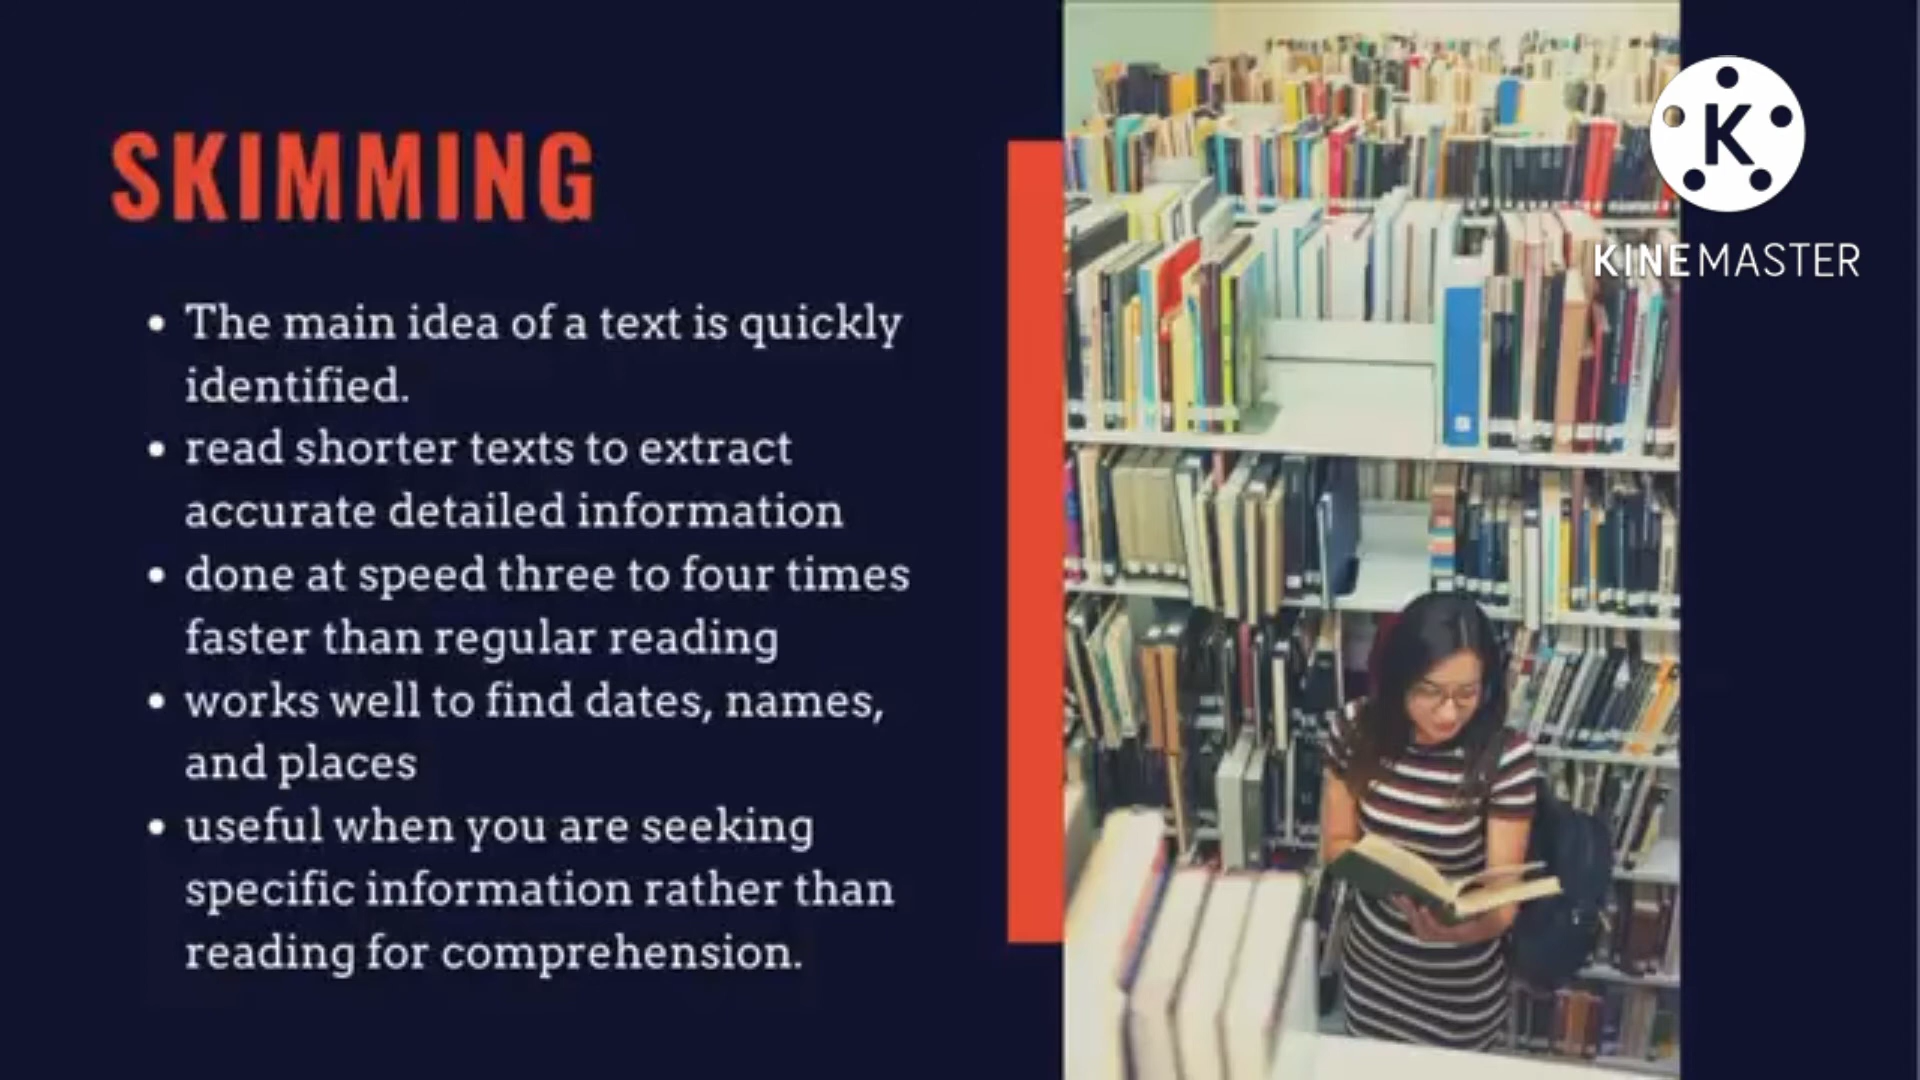 SKIMMING
• The main idea of a text is quickly
identified.
• read shorter texts to extract
accurate detailed information
• done at speed three to four times
faster than regular reading
• works well to find dates, names,
and places
• useful when you are seeking
specific information rather than
reading for comprehension.
K
KINEMASTER